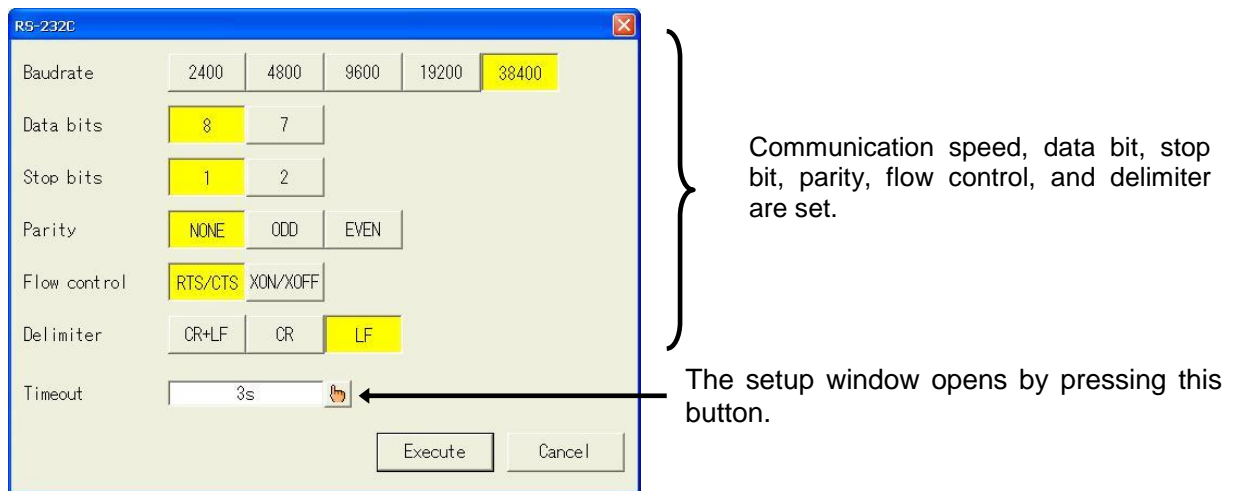 RS-232C
Baudrate 2400 4800 9600 19200 38400
Data bits 8 7
Stop bits 1 2
Parity NONE ODD EVEN
Flow control RTS/CTS XON/XOFF
Delimiter CR+LF CR LF
Timeout 3s
Execute Cancel
Communication speed, data bit, stop
bit, parity, flow control, and delimiter
are set.
The setup window opens by pressing this
button.